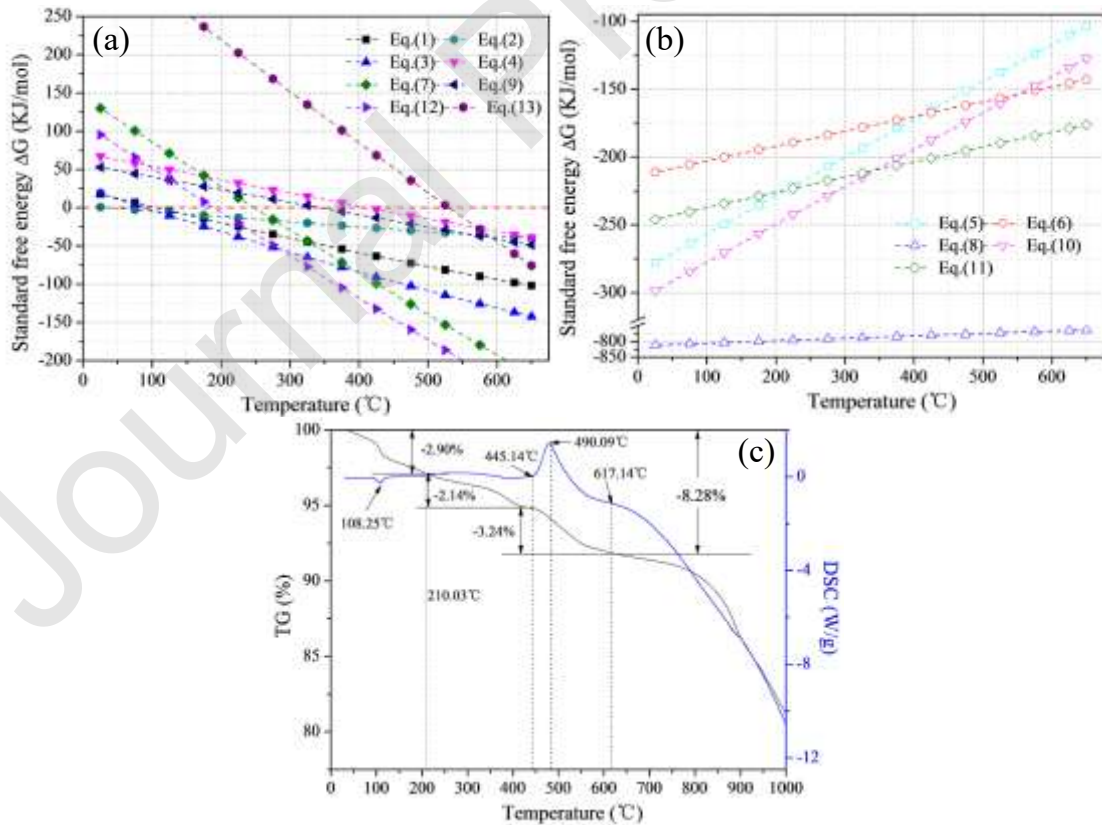 Journal Pr
(a)
Eq.(1) Eq.(2)
Eq.(3) Eq.(4)
Eq.(7) Eq.(9)
Eq.(12) Eq.(13)
250
200
150
100
50
0
-50
-100
-150
-200
Standard free energy ΔG (KJ/mol)
0 100 200 300 400 500 600
Temperature (℃)
(b)
-100
-150
-200
-250
-300
-800
-850
Standard free energy ΔG (KJ/mol)
Eq.(5) Eq.(6)
Eq.(8) Eq.(10)
Eq.(11)
0 100 200 300 400 500 600
Temperature (℃)
(c)
100
95
90
85
80
TG (%)
-2.90%
445.14℃
490.09℃
617.14℃
-8.28%
-2.14%
108.25℃
-3.24%
210.03℃
0
-4
-8
-12
DSC (W/g)
0 100 200 300 400 500 600 700 800 900 1000
Temperature (℃)